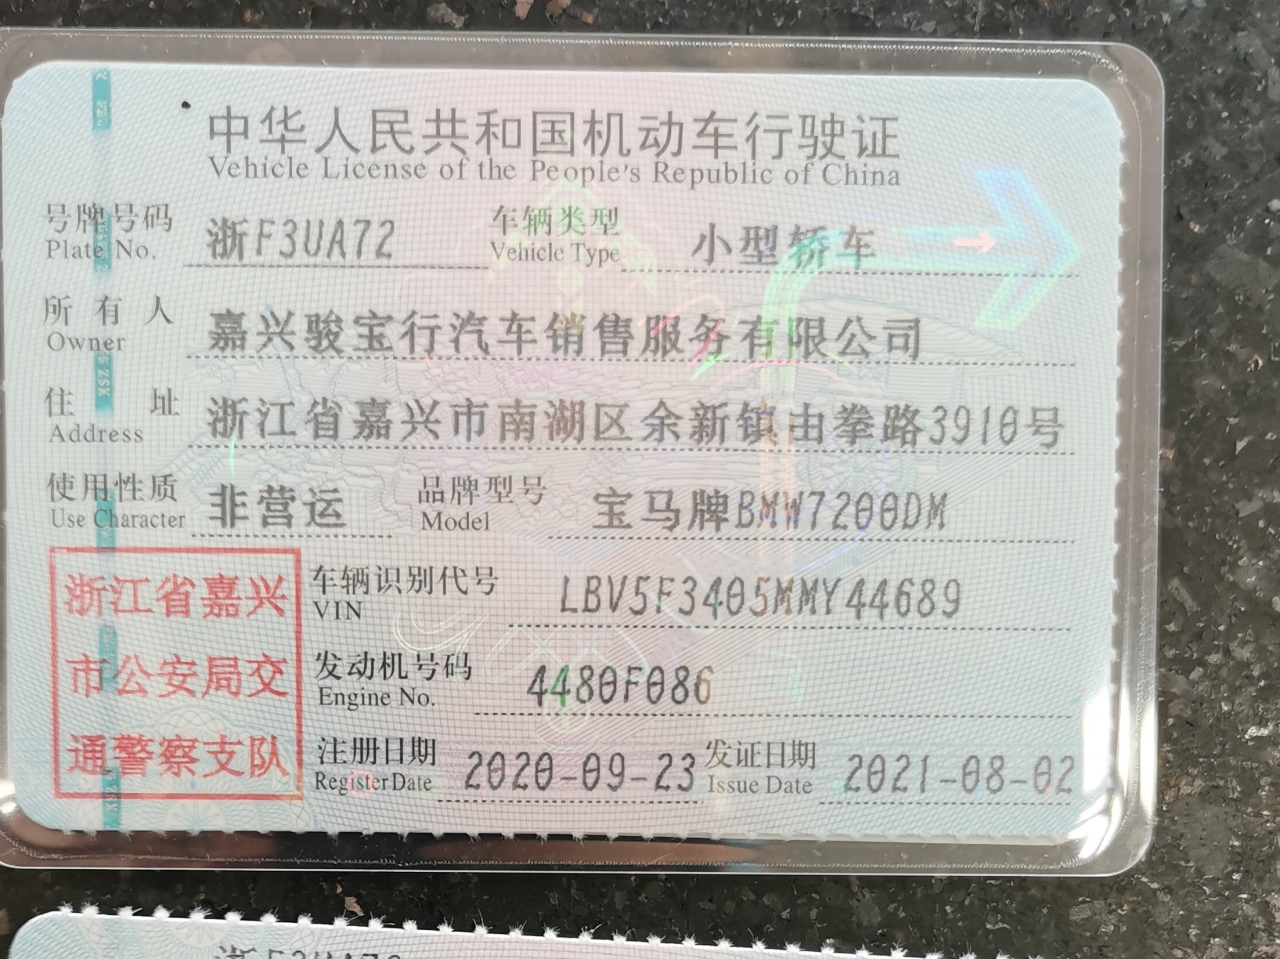 中华人民共和国机动车行驶证
Vehicle License of the People's Republic of China
号牌号码 浙F3UA72 车辆类型 小型轿车
Plate No. Vehicle Type
所有人 嘉兴骏宝行汽车销售服务有限公司
Owner
住址 浙江省嘉兴市南湖区余新镇由拳路3910号
Address
使用性质 非营运 品牌型号 宝马牌BMW7200DM
Use Character Model
浙江省嘉兴
市公安局交
通警察支队
车辆识别代号 LBV5F3405MMY44689
VIN
发动机号码 4480F086
Engine No.
注册日期 2020-09-23 发证日期 2021-08-02
Register Date Issue Date
浙F3UA72